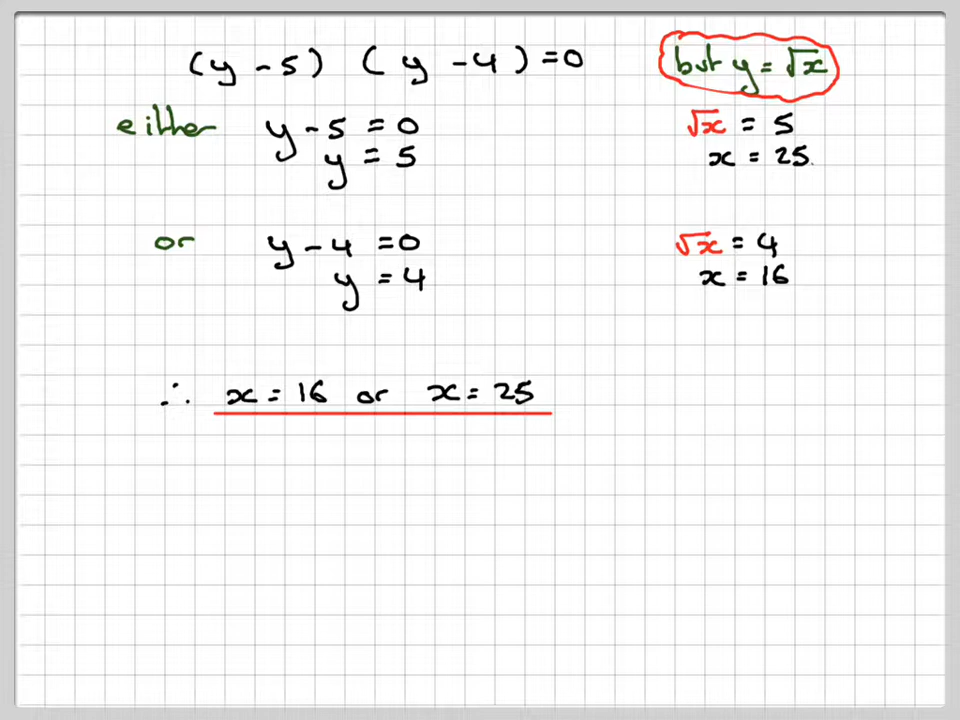 (y - 5) (y - 4) = 0
but y = √x
either y - 5 = 0
√x = 5
y = 5
x = 25.
or y - 4 = 0
√x = 4
y = 4
x = 16
∴ x = 16 or x = 25